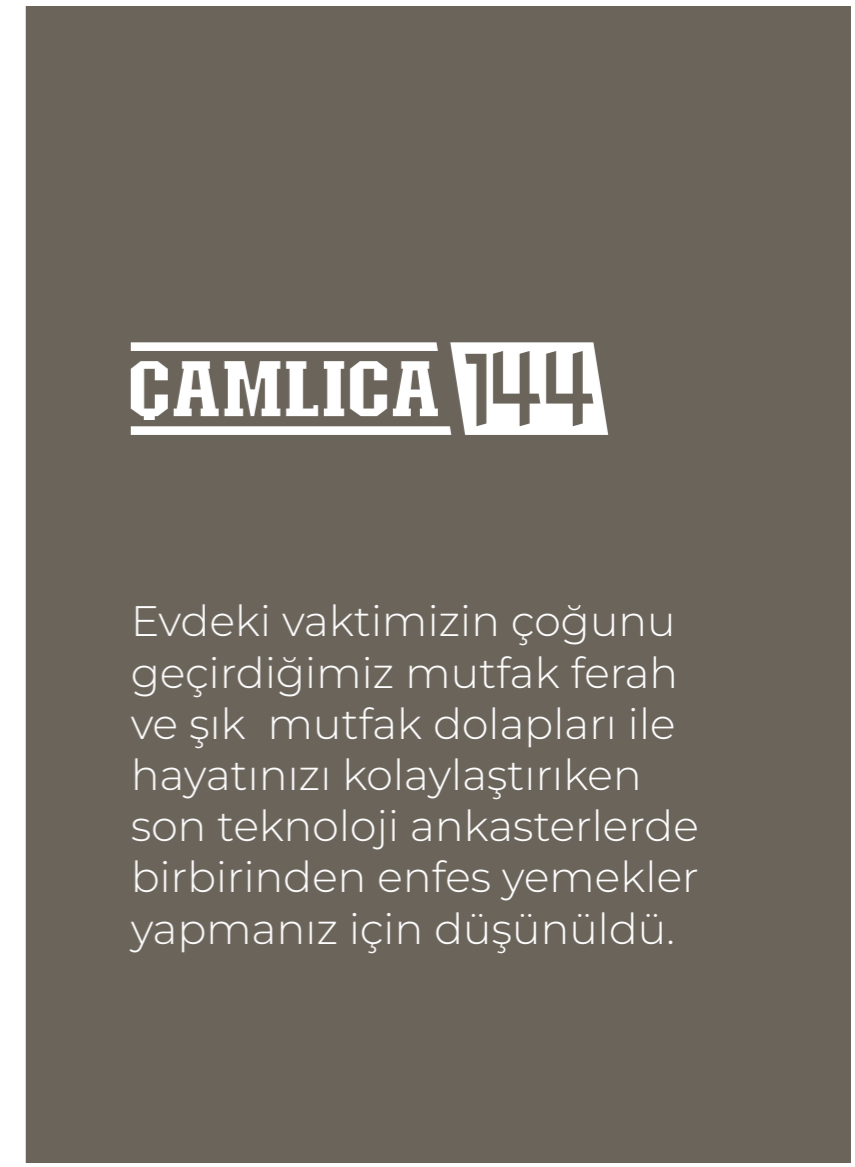 ÇAMLICA 144
Evdeki vaktimizin çoğunu
geçirdiğimiz mutfak ferah
ve şık  mutfak dolapları ile
hayatınızı kolaylaştırıken
son teknoloji ankasterlerde
birbirinden enfes yemekler
yapmanız için düşünüldü.